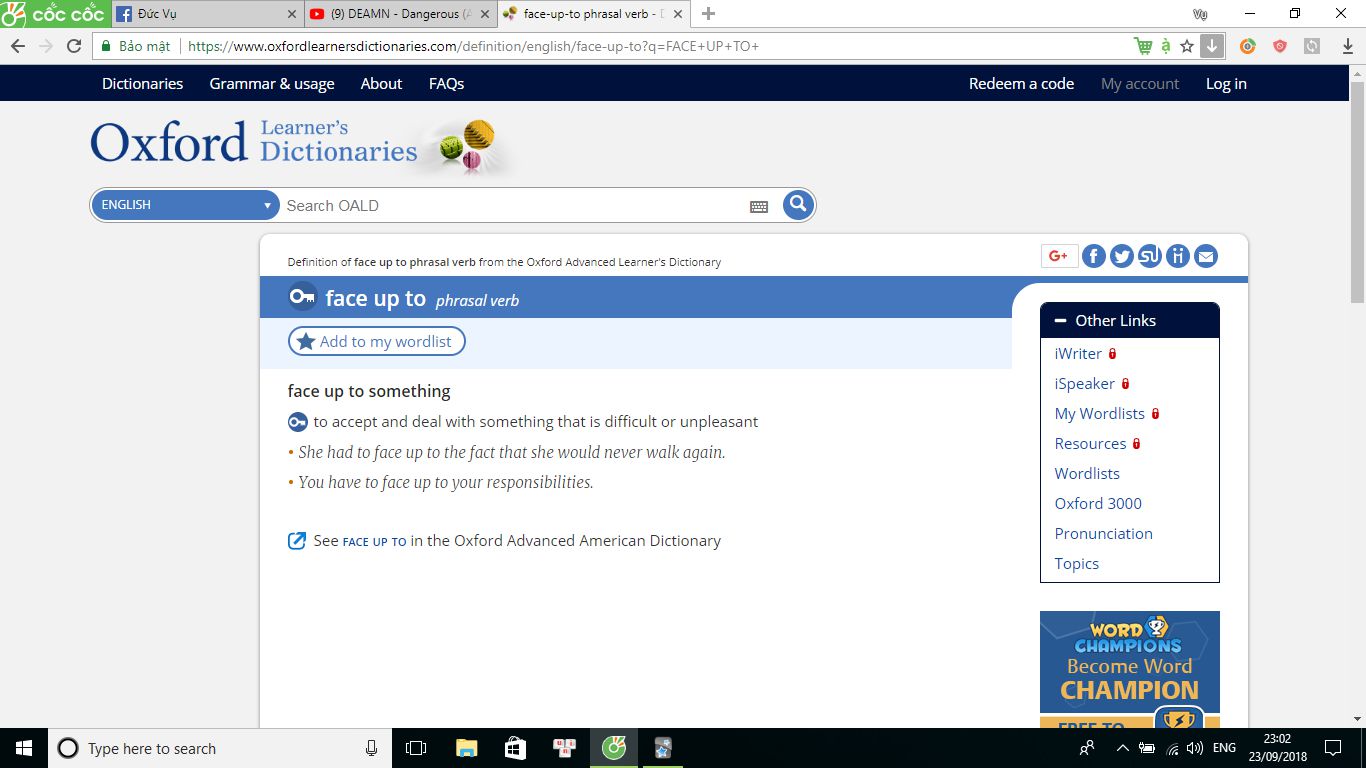 cốc cốc
Đức Vụ
(9) DEAMN - Dangerous (
face-up-to phrasal verb -
Vụ
Bảo mật
https://www.oxfordlearnersdictionaries.com/definition/english/face-up-to?q=FACE+UP+TO+
Dictionaries Grammar & usage About FAQs Redeem a code My account Log in
Oxford Learner's Dictionaries
ENGLISH Search OALD
Definition of face up to phrasal verb from the Oxford Advanced Learner's Dictionary
G+
face up to phrasal verb
Add to my wordlist
face up to something
to accept and deal with something that is difficult or unpleasant
• She had to face up to the fact that she would never walk again.
• You have to face up to your responsibilities.
See FACE UP TO in the Oxford Advanced American Dictionary
Other Links
iWriter
iSpeaker
My Wordlists
Resources
Wordlists
Oxford 3000
Pronunciation
Topics
WORD
CHAMPIONS
Become Word
CHAMPION
FREE TO
Type here to search
ENG
23:02
23/09/2018